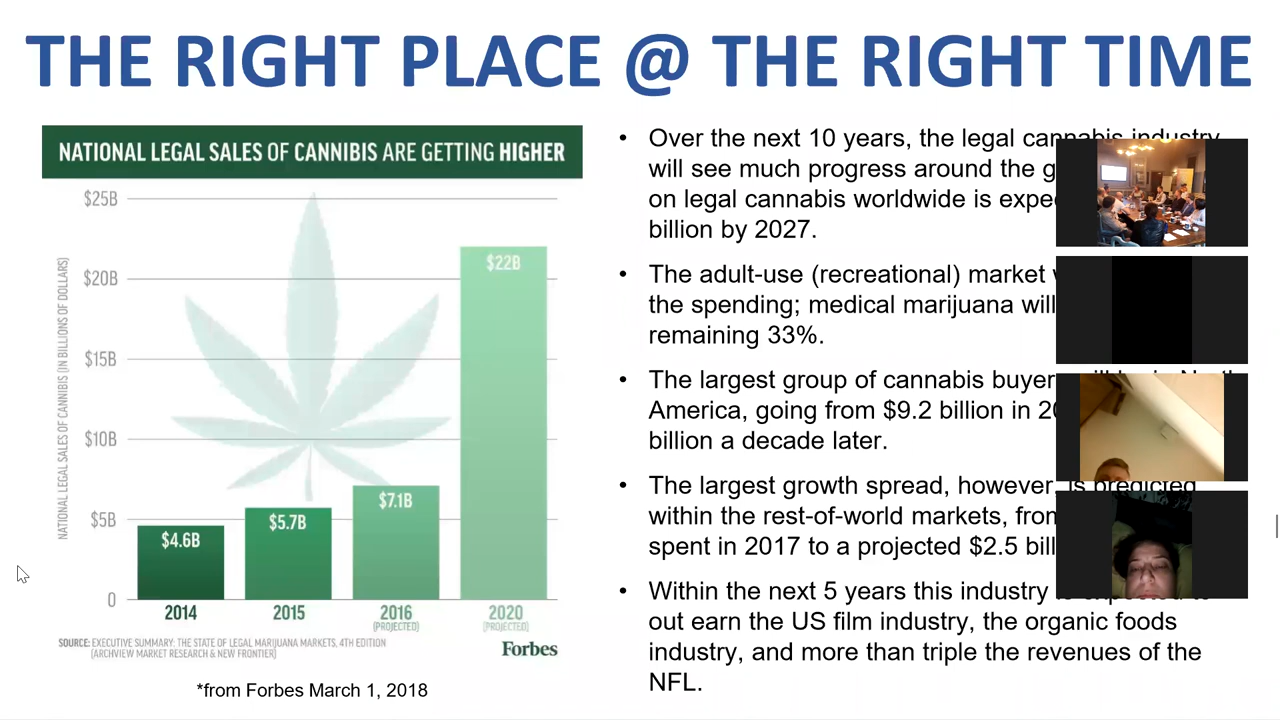 THE RIGHT PLACE @ THE RIGHT TIME
NATIONAL LEGAL SALES OF CANNIBIS ARE GETTING HIGHER
NATIONAL LEGAL SALES OF CANNIBIS (IN BILLIONS OF DOLLARS)
$25B
$20B
$15B
$10B
$5B
0
$4.6B
$5.7B
$7.1B
$22B
2014
2015
2016
(PROJECTED)
2020
(PROJECTED)
SOURCE: EXECUTIVE SUMMARY: THE STATE OF LEGAL MARIJUANA MARKETS, 4TH EDITION
(ARCHVIEW MARKET RESEARCH & NEW FRONTIER)
Forbes
*from Forbes March 1, 2018
• Over the next 10 years, the legal cannabis industry
will see much progress around the
on legal cannabis worldwide is
billion by 2027.
• The adult-use (recreational) market
the spending; medical marijuana will
remaining 33%.
• The largest group of cannabis
America, going from $9.2 billion in
billion a decade later.
• The largest growth spread, however, is predicted
within the rest-of-world markets,
spent in 2017 to a projected $2.5
• Within the next 5 years this industry
out earn the US film industry, the organic foods
industry, and more than triple the revenues of the
NFL.